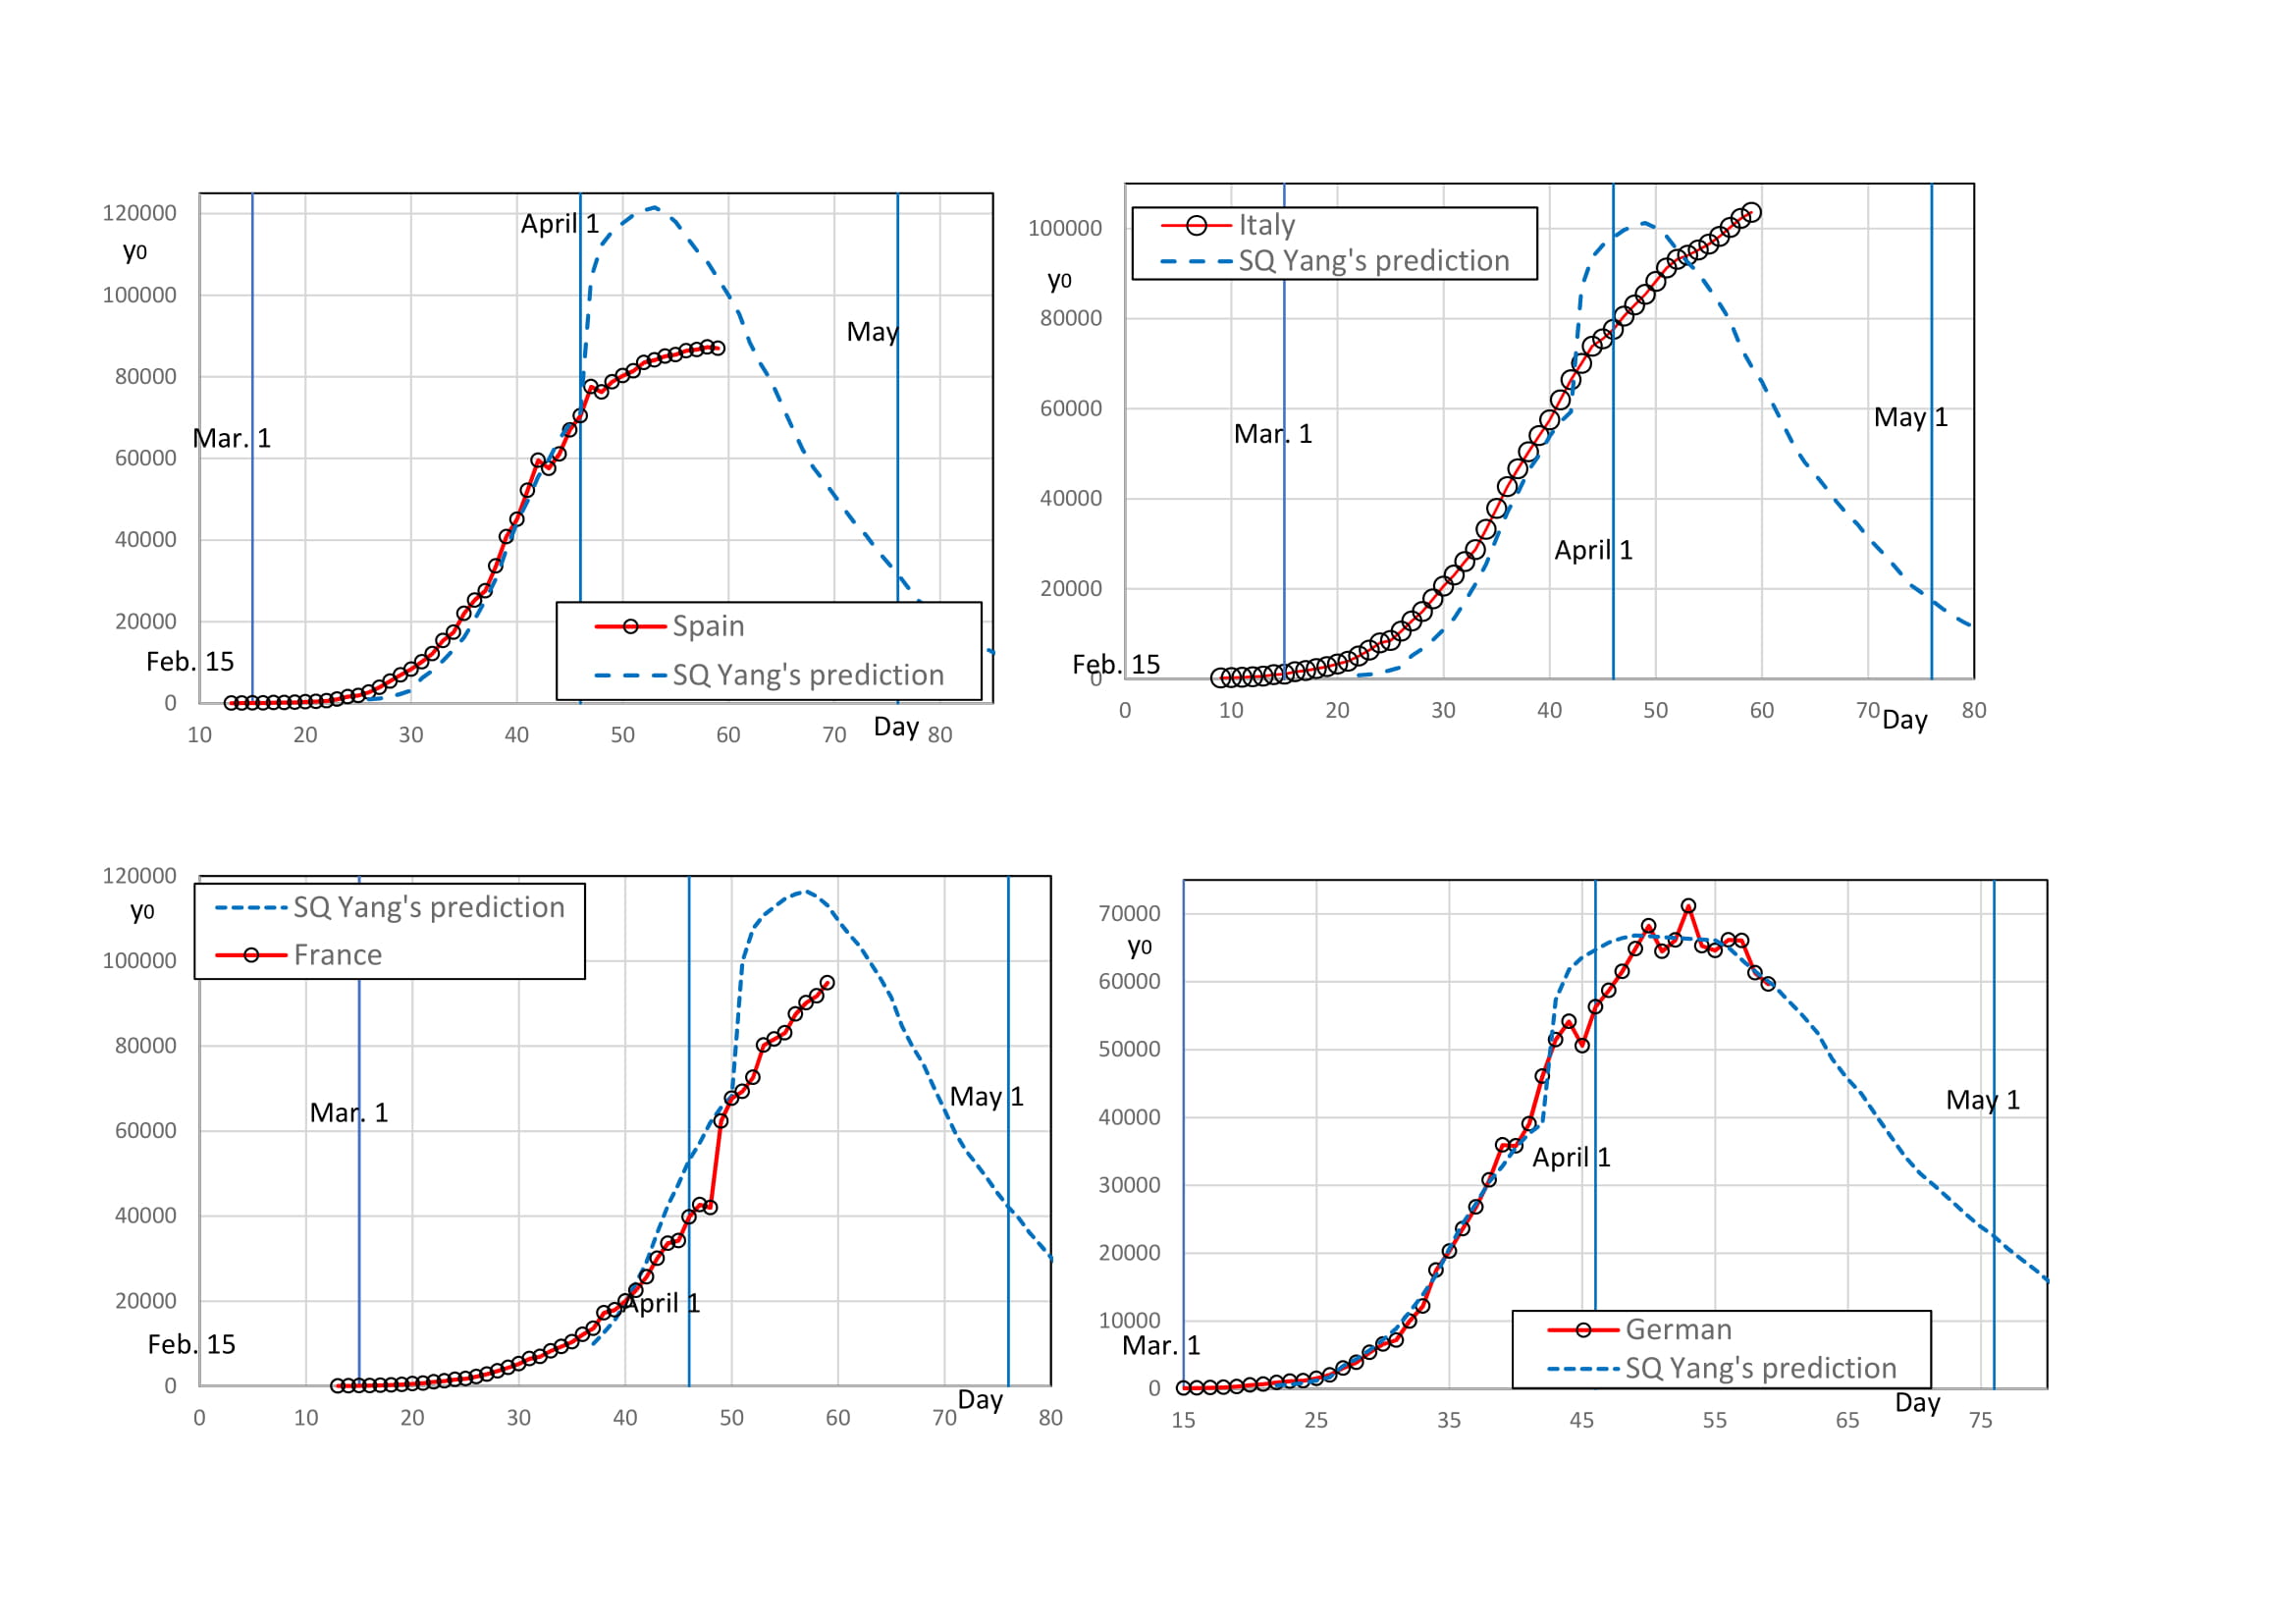 120000
y0
100000
80000
60000
40000
20000
0
April 1
May
Mar. 1
Feb. 15
Spain
SQ Yang's prediction
10 20 30 40 50 60 70 Day 80
Italy
SQ Yang's prediction
100000
y0
80000
60000
40000
20000
0
Mar. 1
May 1
April 1
Feb. 15
0 10 20 30 40 50 60 70 Day 80
120000
y0
100000
80000
60000
40000
20000
0
SQ Yang's prediction
France
Mar. 1
May 1
April 1
Feb. 15
Day
0 10 20 30 40 50 60 70 80
70000
y0
60000
50000
40000
30000
20000
10000
0
May 1
April 1
Mar. 1
German
SQ Yang's prediction
Day
15 25 35 45 55 65 75